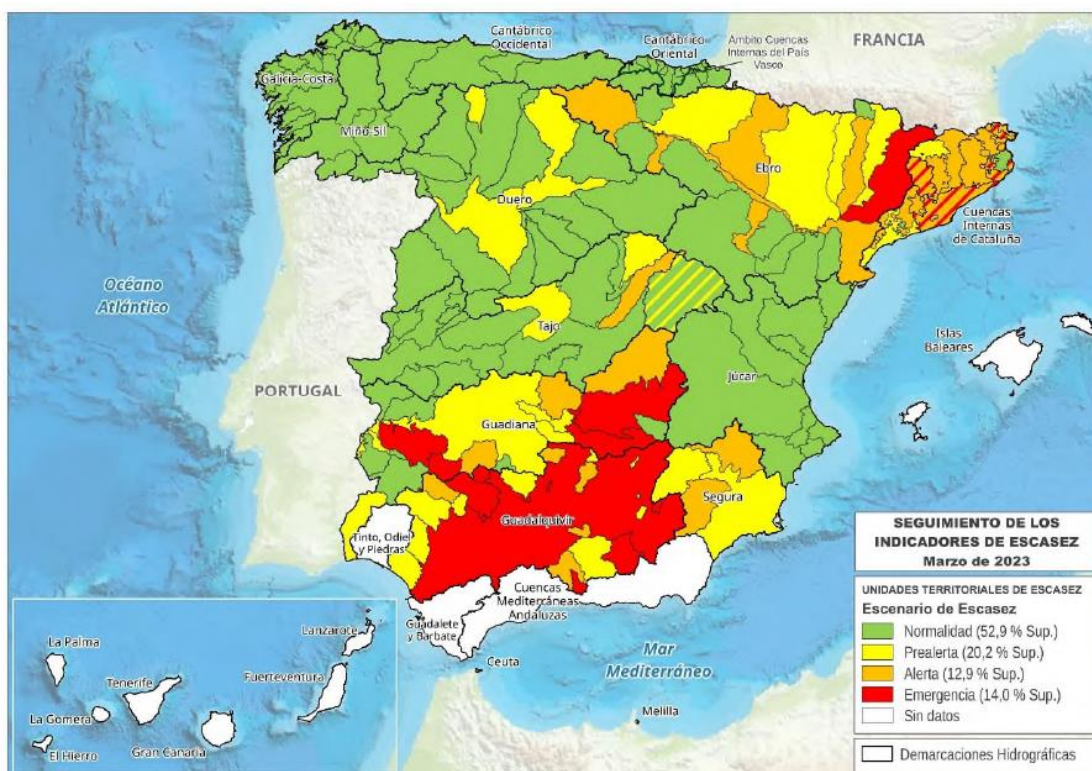 Cantábrico
Occidental
Cantábrico
Oriental
Ámbito Cuencas
Internas del País
Vasco
FRANCIA
Galicia-Costa
Miño-Sil
Ebro
Duero
Cuencas
Internas
de Cataluña
Océano
Atlántico
Tajo
Islas
Baleares
PORTUGAL
Júcar
Guadiana
Segura
Guadalquivir
Tinto, Odiel
y Piedras
Cuencas
Mediterráneas
Andaluzas
Guadalete
y Barbate
Ceuta
Mar
Mediterráneo
Melilla
La Palma
Lanzarote
Tenerife
Fuerteventura
La Gomera
El Hierro
Gran Canaria
SEGUIMIENTO DE LOS
INDICADORES DE ESCASEZ
Marzo de 2023
UNIDADES TERRITORIALES DE ESCASEZ
Escenario de Escasez
Normalidad (52,9 % Sup.)
Prealerta (20,2 % Sup.)
Alerta (12,9 % Sup.)
Emergencia (14,0 % Sup.)
Sin datos
Demarcaciones Hidrográficas